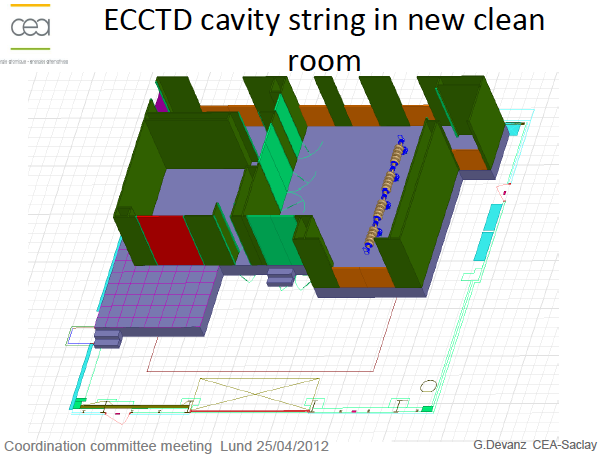 cea
ECCTD cavity string in new clean
room
Coordination committee meeting Lund 25/04/2012
G.Devanz CEA-Saclay